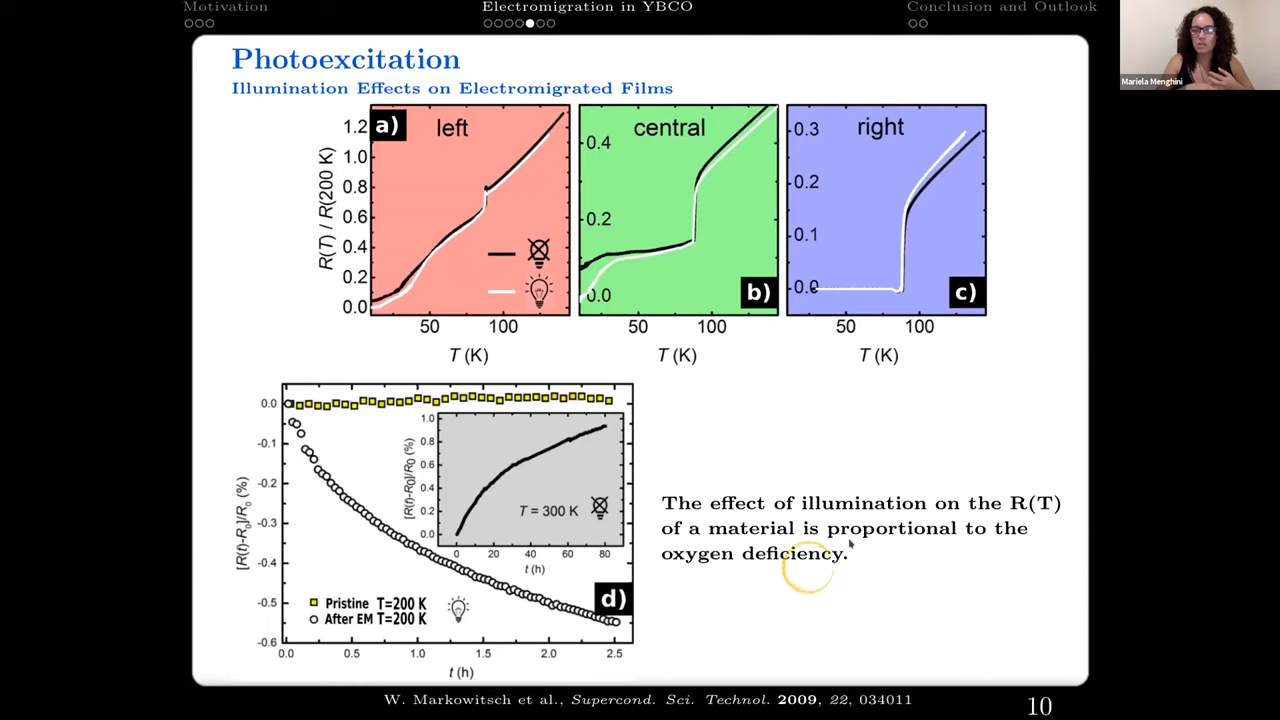 Motivation
Electromigration in YBCO
Conclusion and Outlook
Mariela Menghini
Photoexcitation
Illumination Effects on Electromigrated Films
a)
left
R(T) / R(200 K)
1.2
1.0
0.8
0.6
0.4
0.2
0.0
50
100
T (K)
central
0.4
0.2
0.0
b)
50
100
T (K)
right
0.3
0.2
0.1
0.0
c)
50
100
T (K)
[R(t)-R0]/R0 (%)
0.0
-0.1
-0.2
-0.3
-0.4
-0.5
-0.6
0.0
0.5
1.0
1.5
2.0
2.5
t (h)
[R(t)-R0]/R0 (%)
1.0
0.8
0.6
0.4
0.2
0.0
0
20
40
60
80
t (h)
T = 300 K
d)
Pristine T=200 K
After EM T=200 K
The effect of illumination on the R(T)
of a material is proportional to the
oxygen deficiency.
W. Markowitsch et al., Supercond. Sci. Technol. 2009, 22, 034011
10